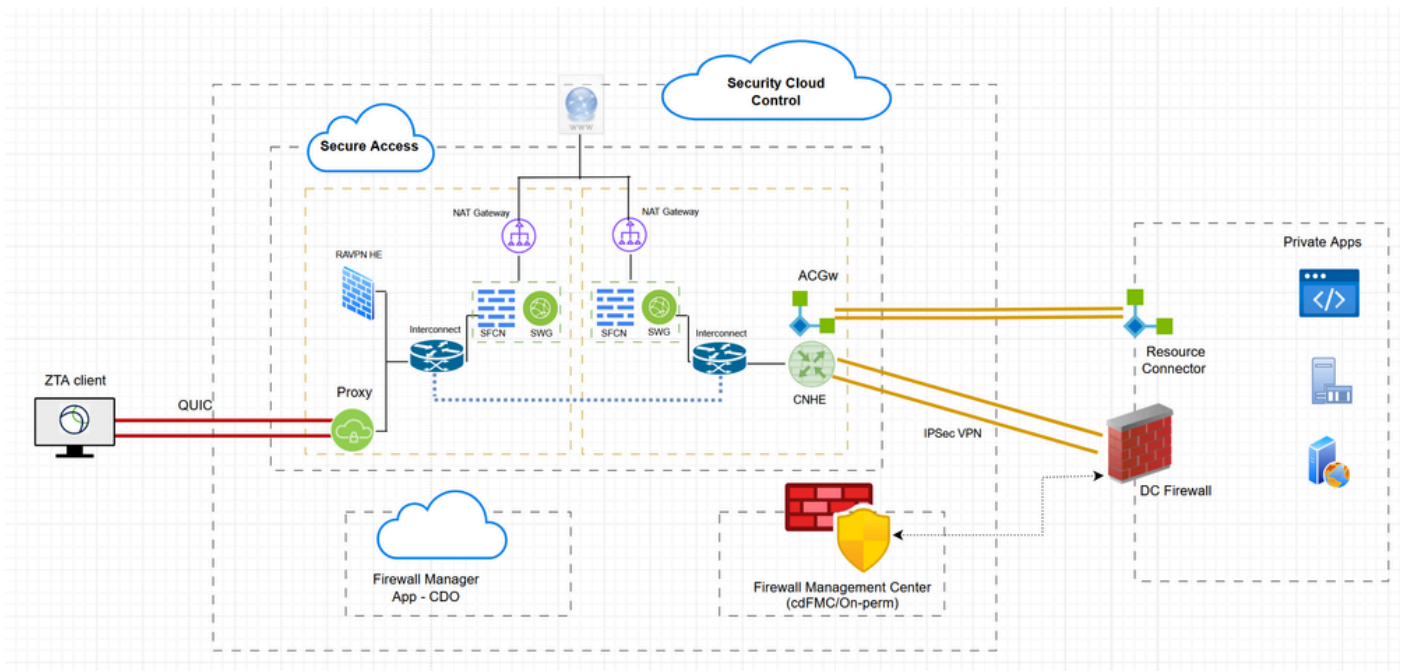 Security Cloud
Control
www
Secure Access
NAT Gateway
NAT Gateway
Private Apps
RAVPN HE
ACGw
Interconnect
SFCN
SWG
SFCN
SWG
Interconnect
Resource
Connector
ZTA client
Proxy
CNHE
QUIC
IPSec VPN
DC Firewall
Firewall Manager
App - CDO
Firewall Management Center
(cdFMC/On-perm)